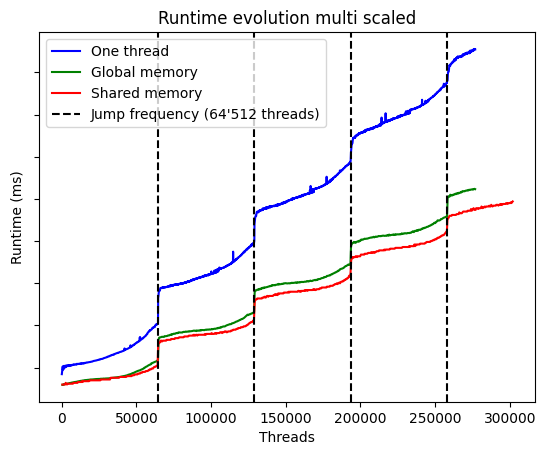 Runtime evolution multi scaled
One thread
Global memory
Shared memory
Jump frequency (64'512 threads)
Runtime (ms)
0 50000 100000 150000 200000 250000 300000
Threads